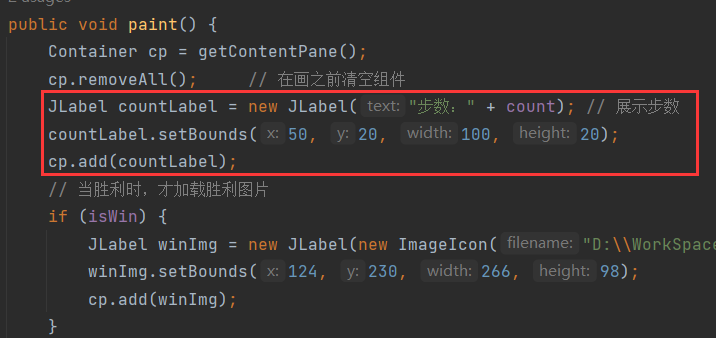 2 usages
public void paint() {
Container cp = getContentPane();
cp.removeAll(); // 在画之前清空组件
JLabel countLabel = new JLabel( text: "步数：" + count); // 展示步数
countLabel.setBounds( x: 50, y: 20, width: 100, height: 20);
cp.add(countLabel);
// 当胜利时，才加载胜利图片
if (isWin) {
JLabel winImg = new JLabel(new ImageIcon( filename: "D:\\WorkSpace
winImg.setBounds( x: 124, y: 230, width: 266, height: 98);
cp.add(winImg);
}